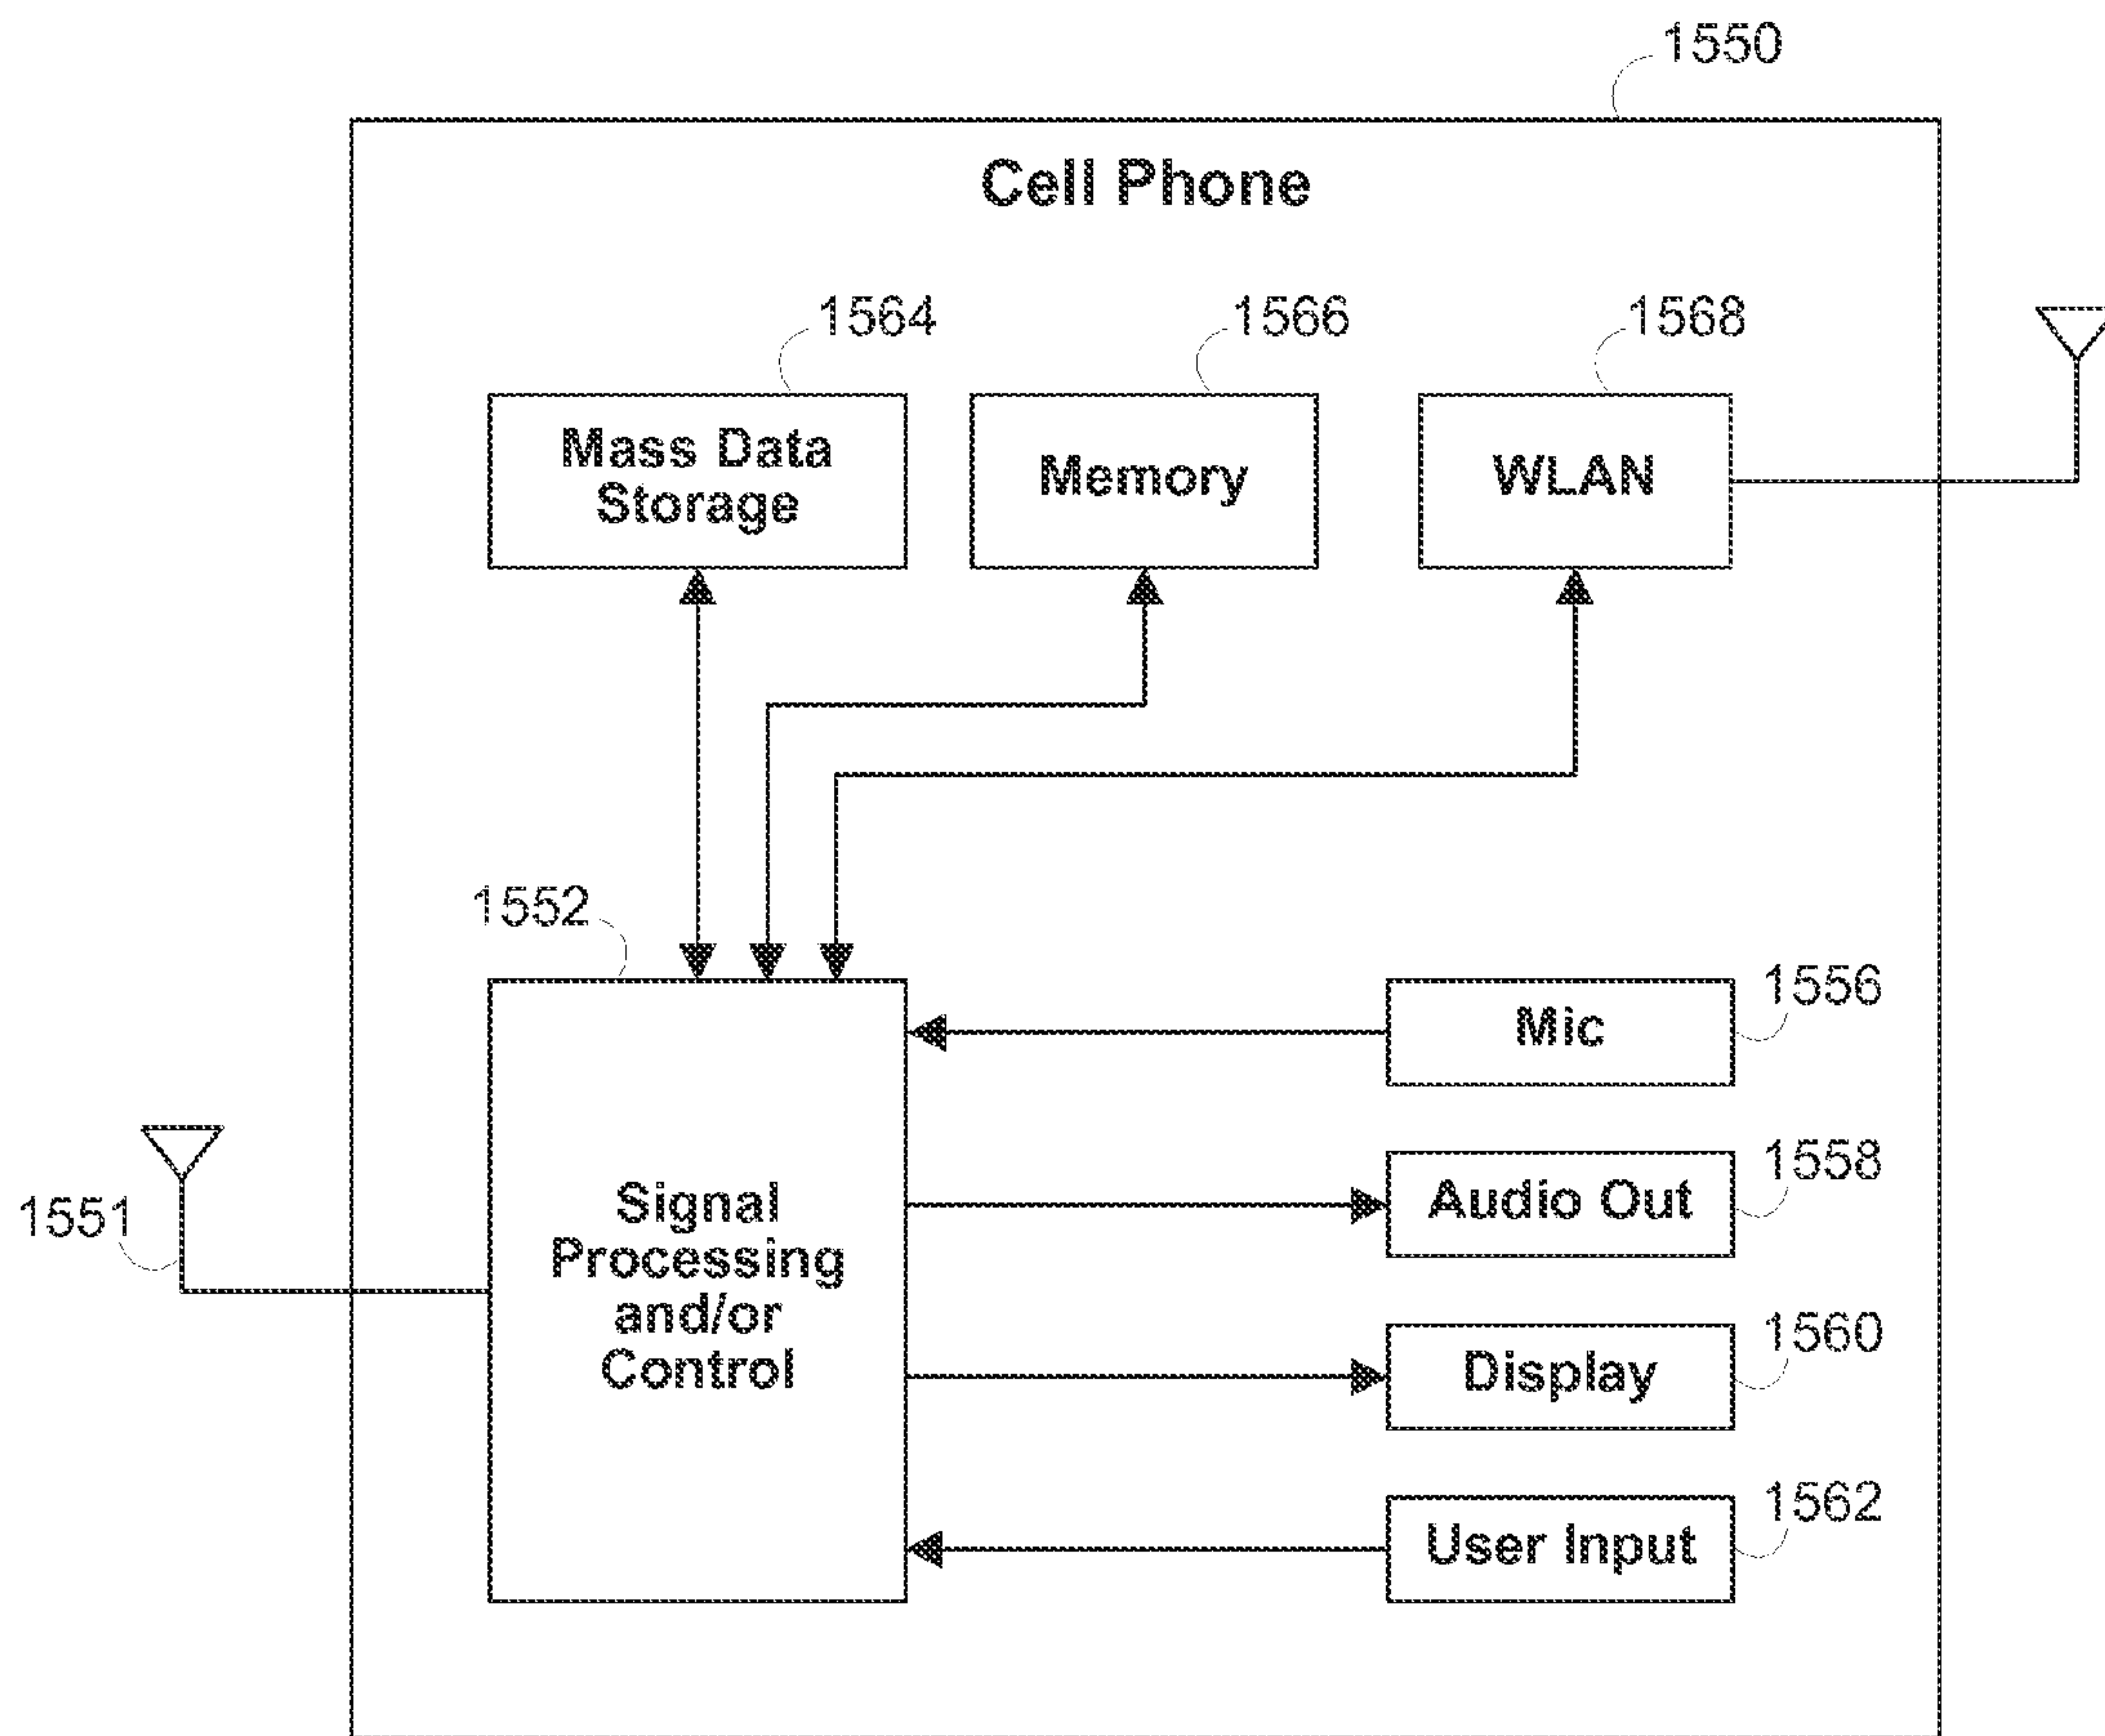 1550
Cell Phone
1564
1566
1568
Mass Data
Storage
Memory
WLAN
1552
1556
Mic
1551
Signal
Processing
and/or
Control
1558
Audio Out
1560
Display
1562
User Input